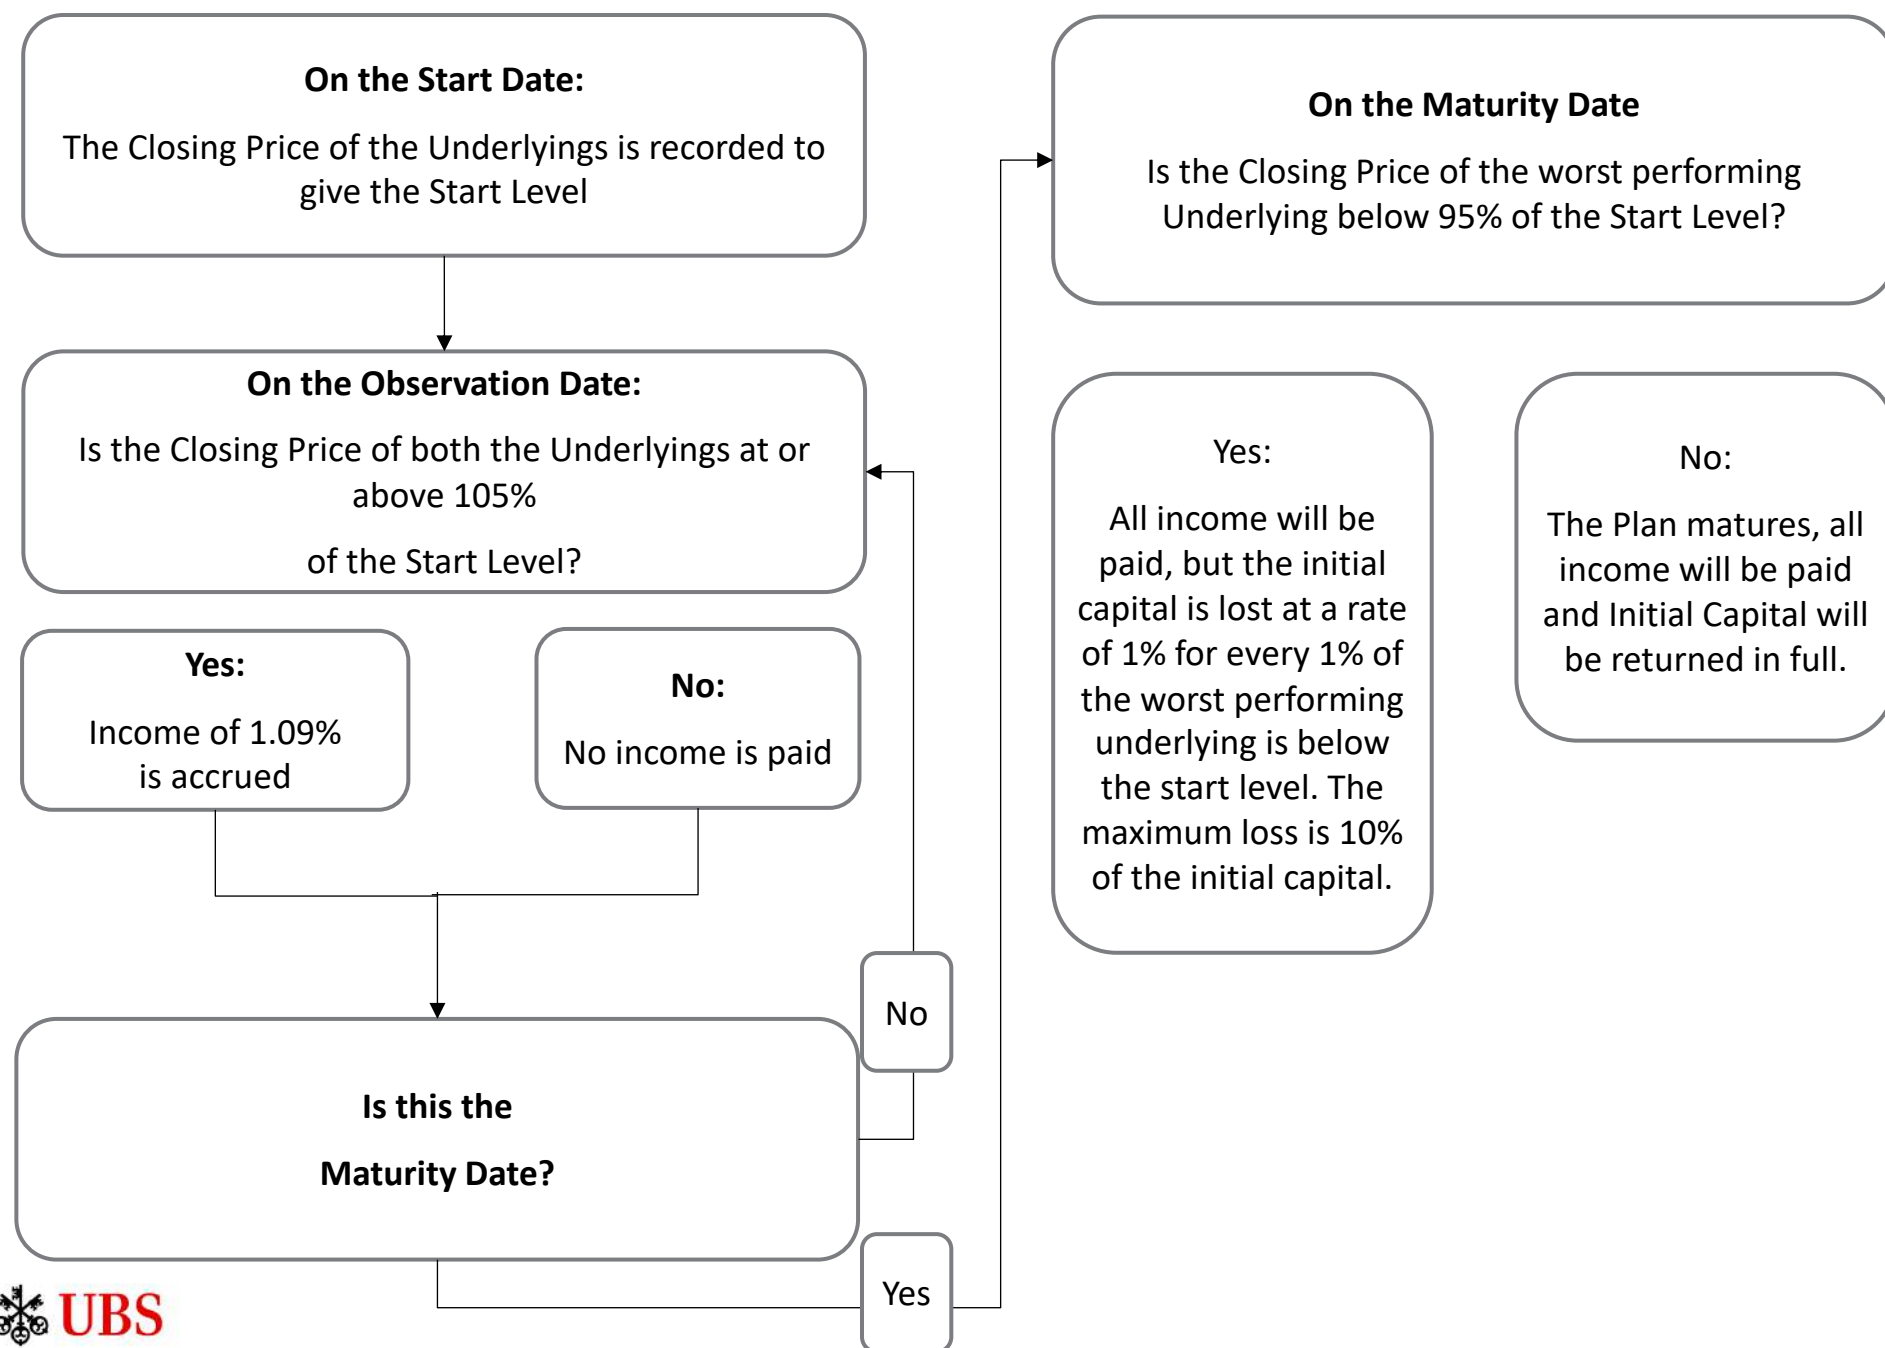 On the Start Date:
The Closing Price of the Underlyings is recorded to
give the Start Level
On the Observation Date:
Is the Closing Price of both the Underlyings at or
above 105%
of the Start Level?
Yes:
Income of 1.09%
is accrued
No:
No income is paid
Is this the
Maturity Date?
No
Yes
On the Maturity Date
Is the Closing Price of the worst performing
Underlying below 95% of the Start Level?
Yes:
All income will be
paid, but the initial
capital is lost at a rate
of 1% for every 1% of
the worst performing
underlying is below
the start level. The
maximum loss is 10%
of the initial capital.
No:
The Plan matures, all
income will be paid
and Initial Capital will
be returned in full.
UBS